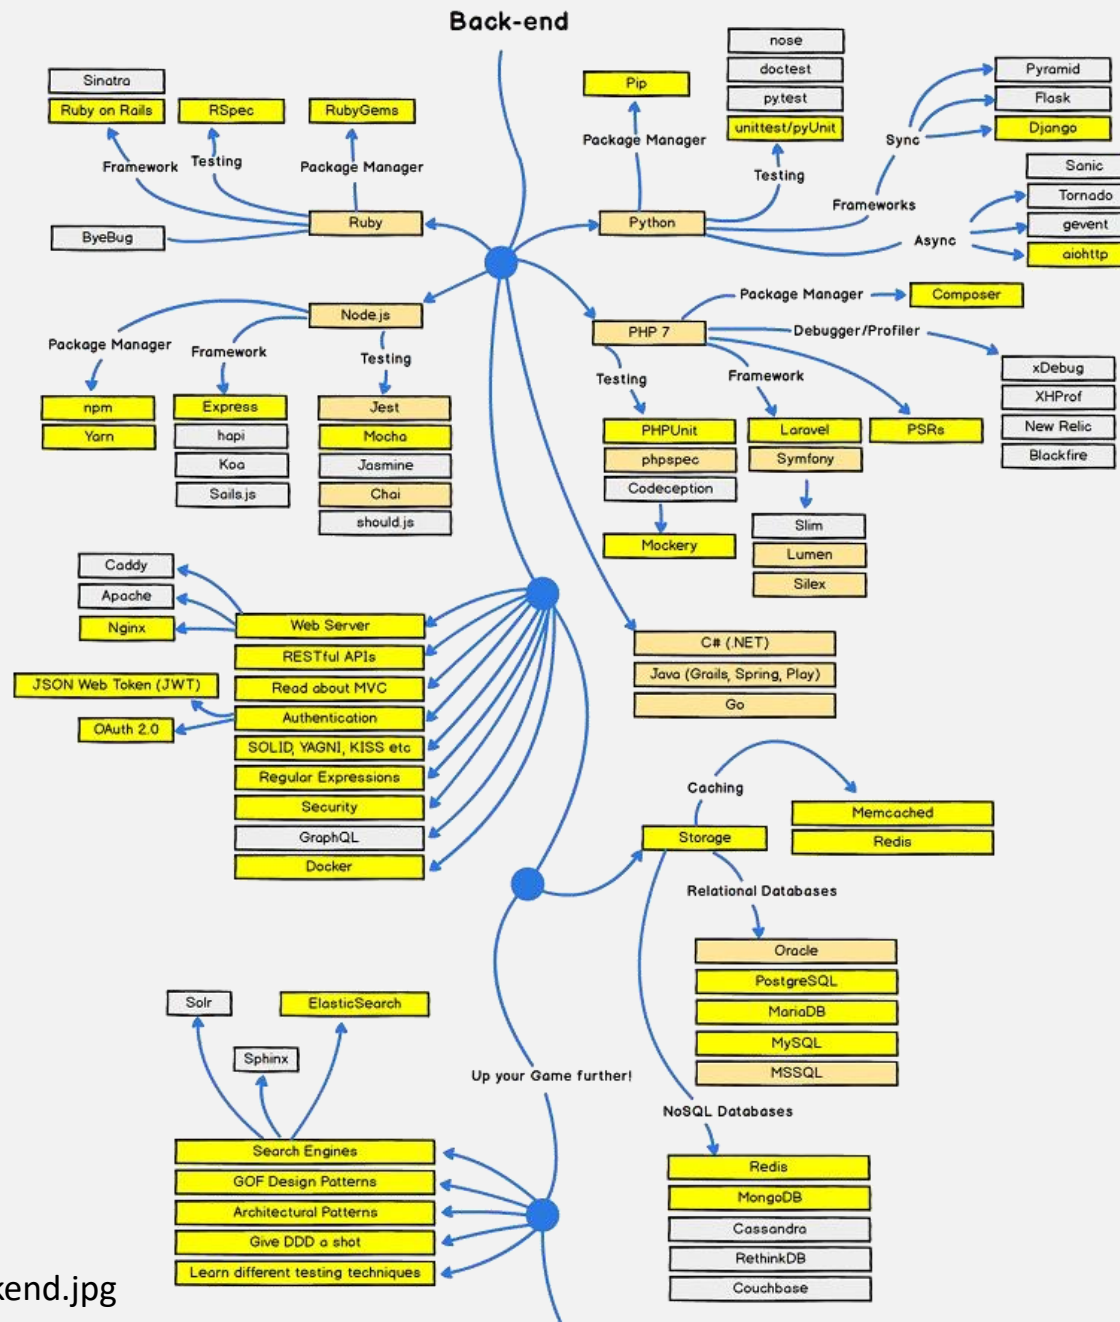 Back-end
Sinatra
Ruby on Rails
RSpec
RubyGems
Framework
Testing
Package Manager
Ruby
ByeBug
Pip
Package Manager
nose
doctest
py.test
unittest/pyUnit
Testing
Python
Pyramid
Flask
Django
Sync
Frameworks
Async
Sanic
Tornado
gevent
aiohttp
Node.js
Package Manager
Framework
Testing
npm
Yarn
Express
hapi
Koa
Sails.js
Jest
Mocha
Jasmine
Chai
should.js
PHP 7
Package Manager
Composer
Debugger/Profiler
xDebug
XHProf
New Relic
Blackfire
Testing
Framework
PHPUnit
phpspec
Codeception
Mockery
Laravel
Symfony
Slim
Lumen
Silex
PSRs
C# (.NET)
Java (Grails, Spring, Play)
Go
Caddy
Apache
Nginx
Web Server
RESTful APIs
JSON Web Token (JWT)
Read about MVC
OAuth 2.0
Authentication
SOLID, YAGNI, KISS etc
Regular Expressions
Security
GraphQL
Docker
Caching
Memcached
Redis
Storage
Relational Databases
Oracle
PostgreSQL
MariaDB
MySQL
MSSQL
NoSQL Databases
Redis
MongoDB
Cassandra
RethinkDB
Couchbase
Up your Game further!
Solr
ElasticSearch
Sphinx
Search Engines
GOF Design Patterns
Architectural Patterns
Give DDD a shot
Learn different testing techniques
kend.jpg